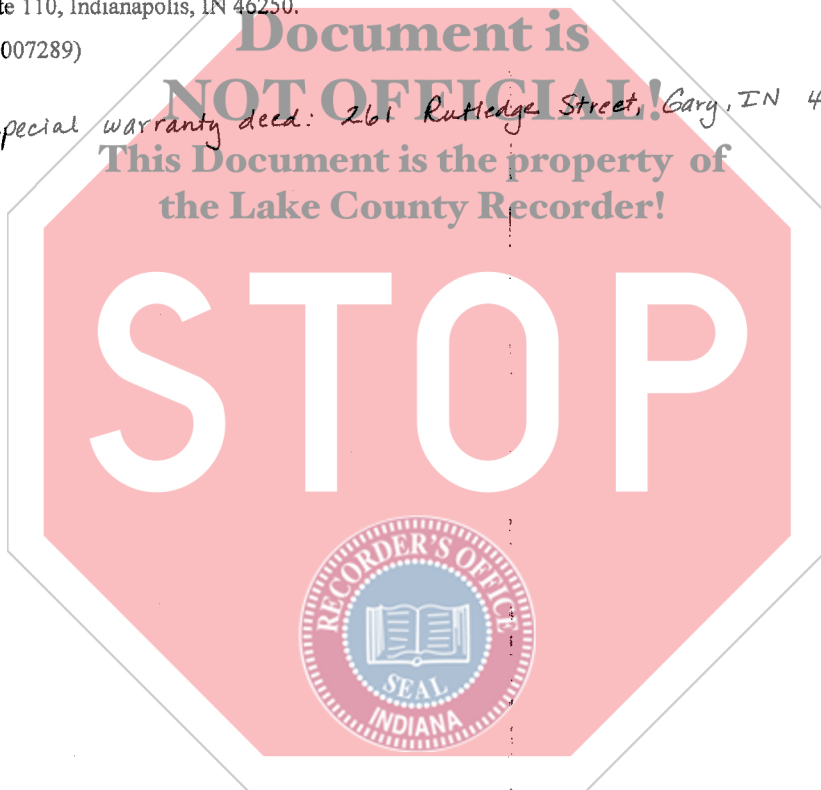 te 110, Indianapolis, IN 46250.
Document is
007289)
NOT OFFICIAL!
pecial warranty deed: 261 Rutledge Street, Gary, IN 4
This Document is the property of
the Lake County Recorder!
STOP
RECORDER'S OFFICE
SEAL
INDIANA